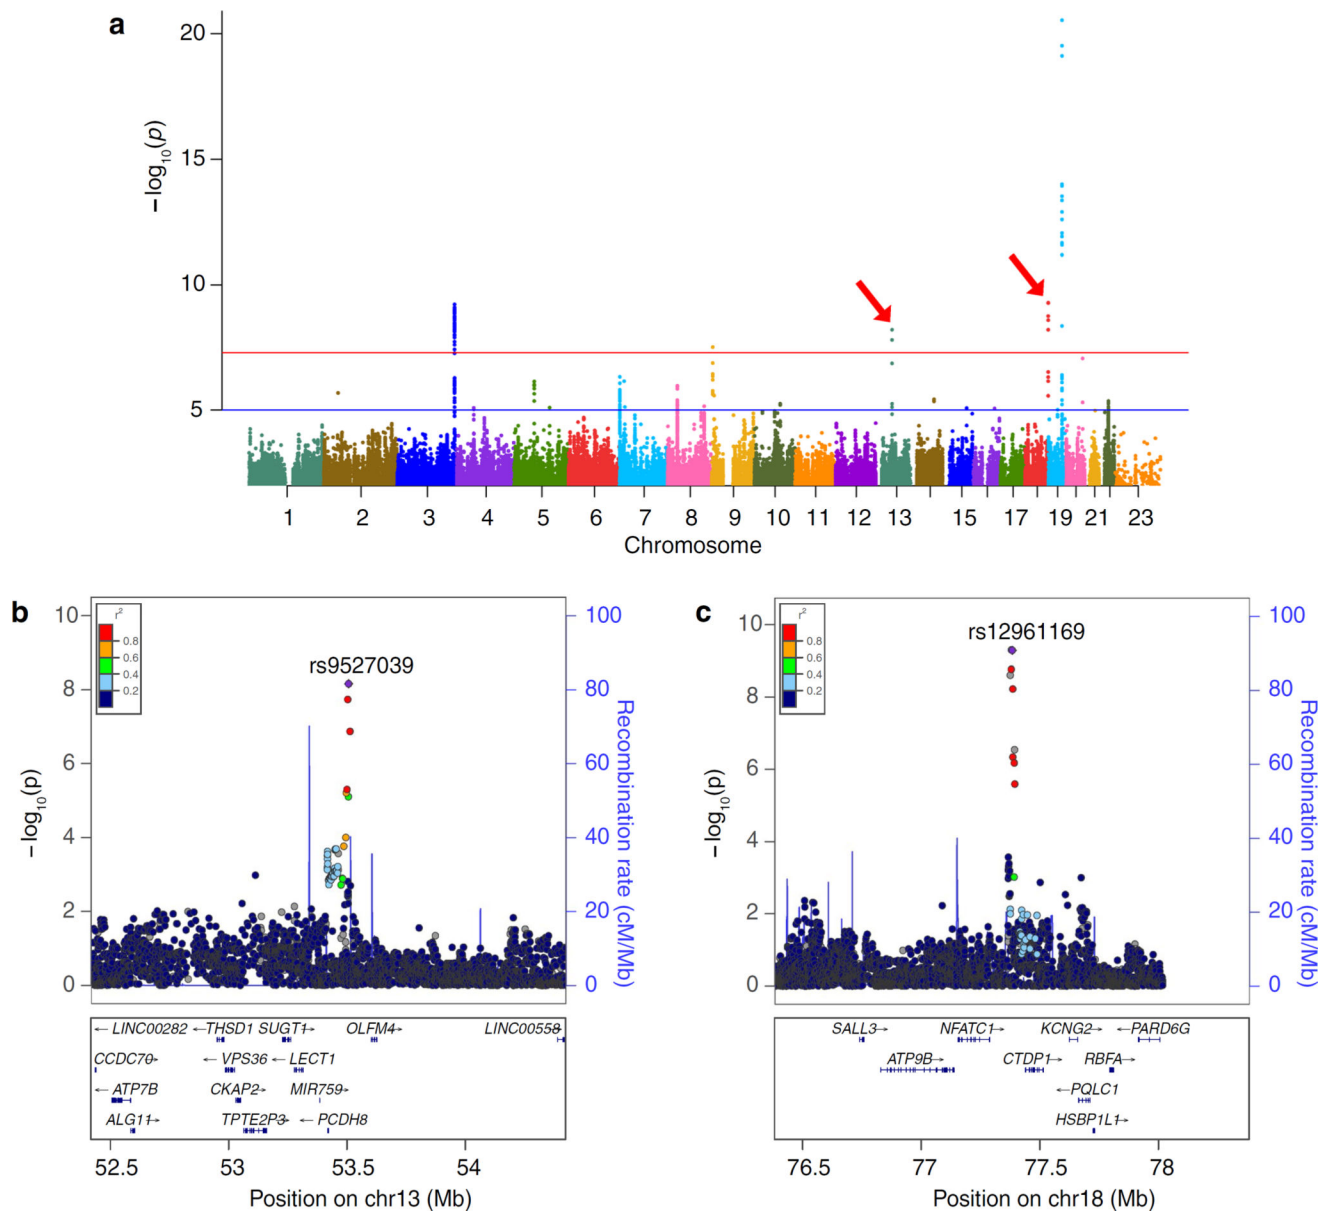 a
20
15
10
5
−log10(p)
1 2 3 4 5 6 7 8 9 10 11 12 13 15 17 19 21 23
Chromosome
b
r2
0.8
0.6
0.4
0.2
rs9527039
10
8
6
4
2
0
−log10(p)
100
80
60
40
20
0
Recombination rate (cM/Mb)
← LINC00282 ← THSD1 SUGT1 → OLFM4 → LINC00558 ←
CCDC70 → ← VPS36 ← LECT1
← ATP7B CKAP2 → MIR759 →
ALG11 → TPTE2P3 → ← PCDH8
52.5 53 53.5 54
Position on chr13 (Mb)
c
r2
0.8
0.6
0.4
0.2
rs12961169
10
8
6
4
2
0
−log10(p)
100
80
60
40
20
0
Recombination rate (cM/Mb)
SALL3 → NFATC1 → KCNG2 → ← PARD6G
ATP9B → CTDP1 → RBFA →
← PQLC1
HSBP1L1 →
76.5 77 77.5 78
Position on chr18 (Mb)